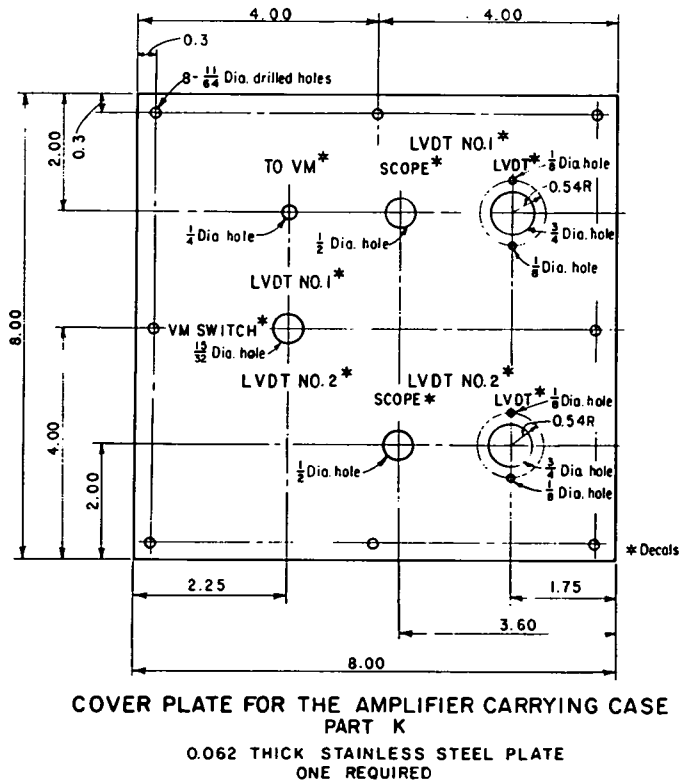 4.00 4.00
0.3
8- 11/64 Dia. drilled holes
2.00
0.3
LVDT NO.1*
TO VM* SCOPE* LVDT* 1/8 Dia. hole
0.54R
1/4 Dia hole 1/2 Dia. hole 3/4 Dia. hole
1/8 Dia. hole
LVDT NO.1*
8.00
VM SWITCH*
15/32 Dia. hole
LVDT NO.2* LVDT NO.2*
SCOPE* LVDT* 1/8 Dia. hole
0.54R
4.00
2.00
1/2 Dia. hole 3/4 Dia. hole
1/8 Dia. hole
* Decals
2.25 1.75
3.60
8.00
COVER PLATE FOR THE AMPLIFIER CARRYING CASE
PART K
0.062 THICK STAINLESS STEEL PLATE
ONE REQUIRED